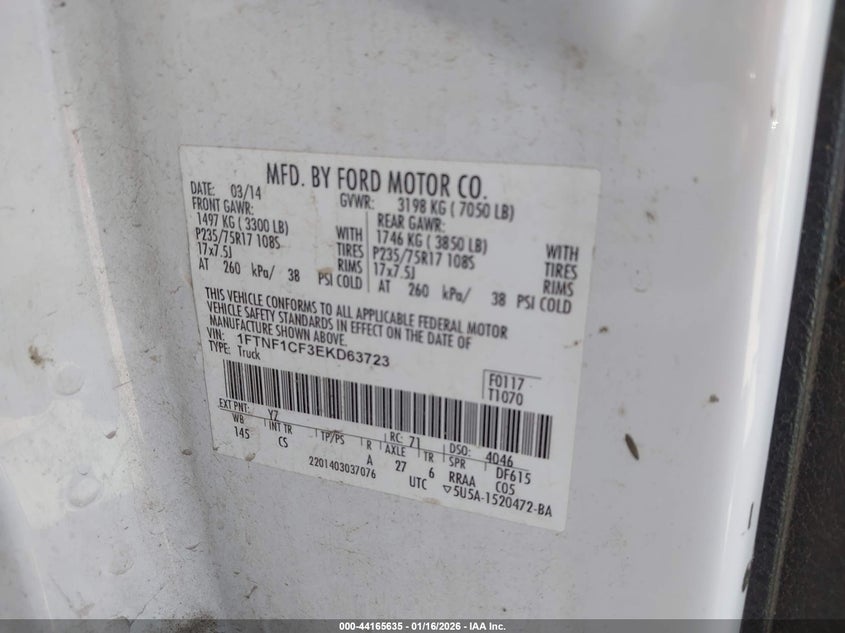 MFD. BY FORD MOTOR CO.
DATE: 03/14 GVWR: 3198 KG ( 7050 LB)
FRONT GAWR: REAR GAWR:
1497 KG ( 3300 LB) WITH 1746 KG ( 3850 LB) WITH
P235/75R17 108S TIRES P235/75R17 108S TIRES
17x7.5J RIMS 17x7.5J RIMS
AT 260 kPa/ 38 PSI COLD AT 260 kPa/ 38 PSI COLD
THIS VEHICLE CONFORMS TO ALL APPLICABLE FEDERAL MOTOR
VEHICLE SAFETY STANDARDS IN EFFECT ON THE DATE OF
MANUFACTURE SHOWN ABOVE.
VIN: 1FTNF1CF3EKD63723
TYPE: Truck
F0117
T1070
EXT PNT: YZ RC: 71 DSO: 4046
WB INT TR TP/PS R AXLE TR SPR DF615
145 CS A 27 6 RRAA C05
2201403037076 UTC ▽5U5A-1520472-BA
000-44165635 - 01/16/2026 - IAA Inc.